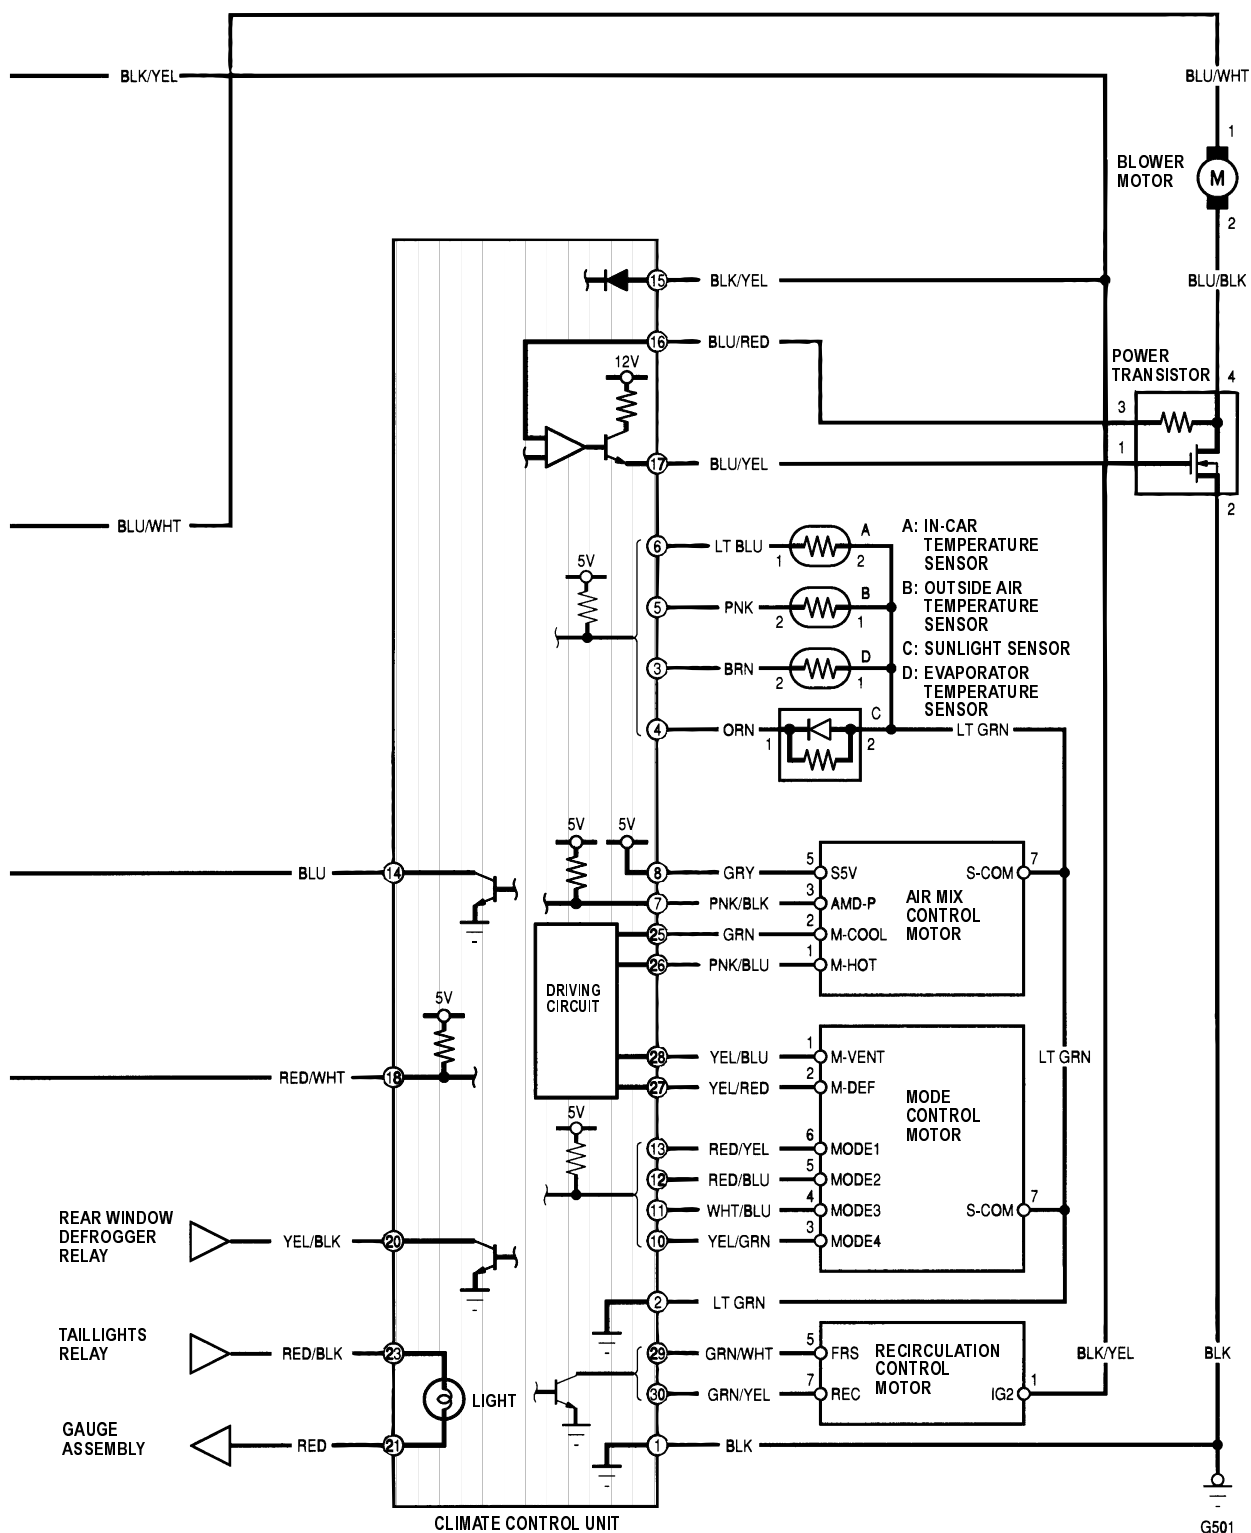 BLK/YEL
BLU/WHT
1
BLOWER
MOTOR
M
2
BLU/BLK
15
BLK/YEL
16
BLU/RED
12V
POWER
TRANSISTOR
4
3
1
17
BLU/YEL
2
BLU/WHT
6
LT BLU
1
A
2
5V
5
PNK
2
B
1
3
BRN
2
D
1
4
ORN
1
C
2
LT GRN
A: IN-CAR
TEMPERATURE
SENSOR
B: OUTSIDE AIR
TEMPERATURE
SENSOR
C: SUNLIGHT SENSOR
D: EVAPORATOR
TEMPERATURE
SENSOR
BLU
14
5V
5V
8
GRY
5
S5V
S-COM
7
7
PNK/BLK
3
AMD-P
AIR MIX
CONTROL
MOTOR
25
GRN
2
M-COOL
26
PNK/BLU
1
M-HOT
DRIVING
CIRCUIT
5V
RED/WHT
18
28
YEL/BLU
1
M-VENT
LT GRN
27
YEL/RED
2
M-DEF
MODE
CONTROL
MOTOR
5V
13
RED/YEL
6
MODE1
12
RED/BLU
5
MODE2
11
WHT/BLU
4
MODE3
S-COM
7
10
YEL/GRN
3
MODE4
REAR WINDOW
DEFROGGER
RELAY
YEL/BLK
20
2
LT GRN
TAILLIGHTS
RELAY
RED/BLK
23
29
GRN/WHT
5
FRS
RECIRCULATION
CONTROL
MOTOR
BLK/YEL
BLK
LIGHT
30
GRN/YEL
7
REC
IG2
1
GAUGE
ASSEMBLY
RED
21
1
BLK
CLIMATE CONTROL UNIT
G501